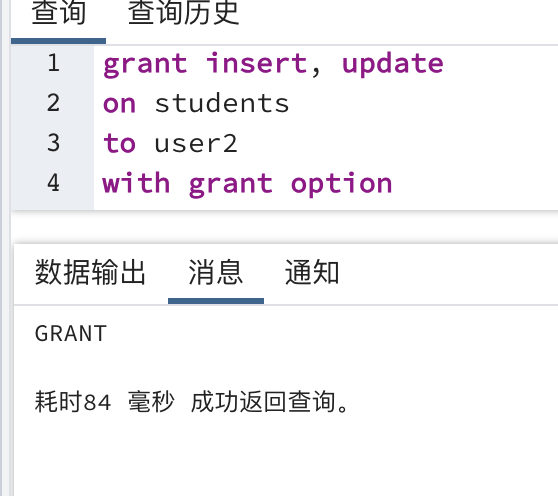 查询 查询历史
1 grant insert, update
2 on students
3 to user2
4 with grant option
数据输出 消息 通知
GRANT
耗时84 毫秒 成功返回查询。